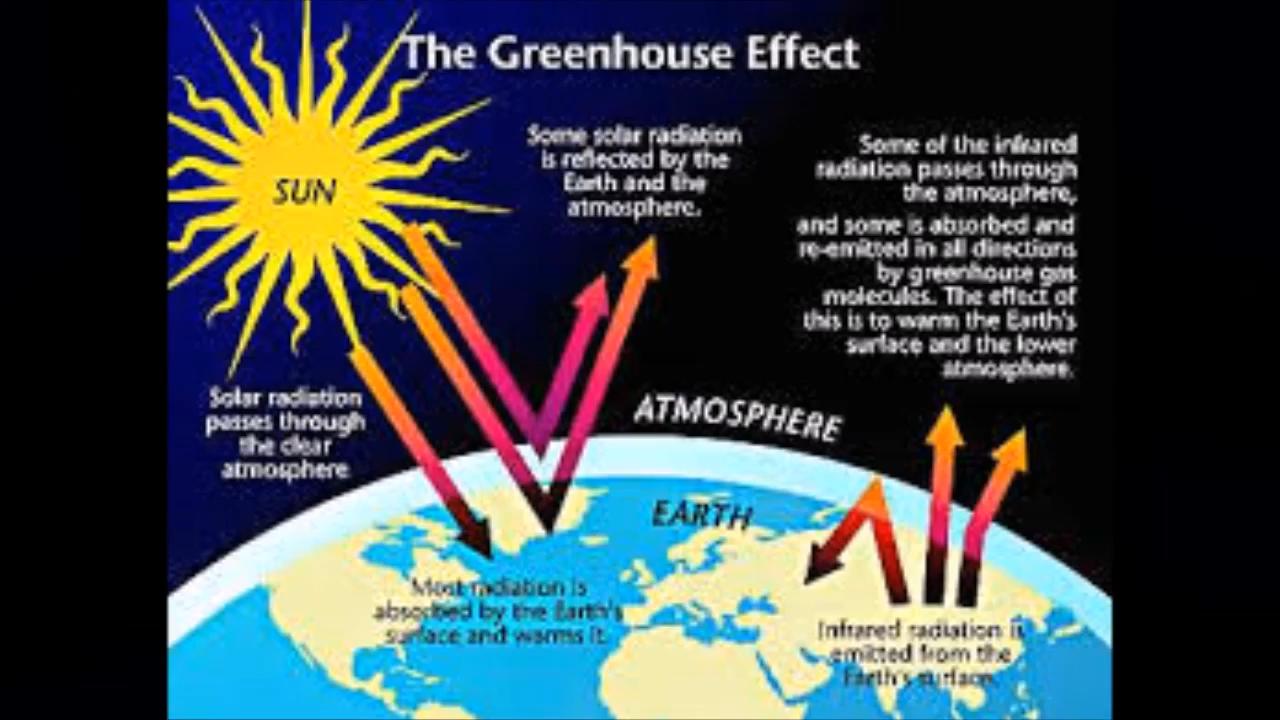 The Greenhouse Effect
SUN
Some solar radiation
is reflected by the
Earth and the
atmosphere.
Some of the infrared
radiation passes through
the atmosphere,
and some is absorbed and
re-emitted in all directions
by greenhouse gas
molecules. The effect of
this is to warm the Earth's
surface and the lower
atmosphere.
Solar radiation
passes through
the clear
atmosphere
ATMOSPHERE
EARTH
Most radiation is
absorbed by the Earth's
surface and warms it.
Infrared radiation is
emitted from the
Earth's surface.